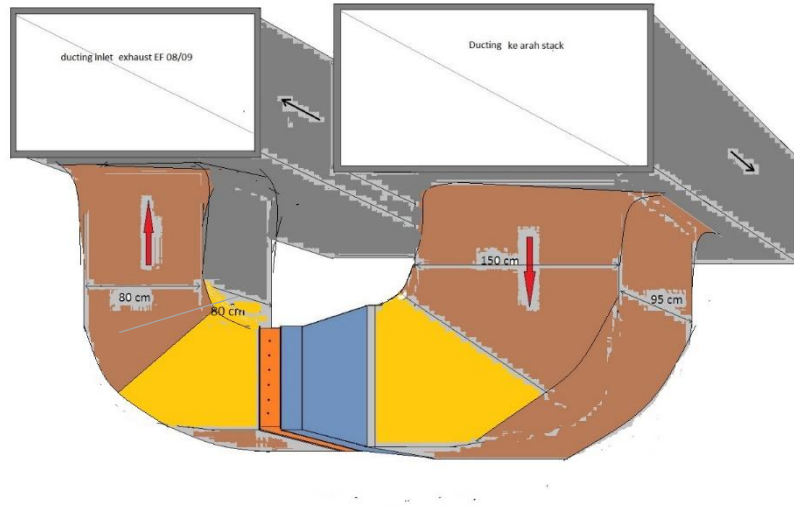 ducting inlet exhaust EF 08/09
Ducting ke arah stack
150 cm
80 cm
95 cm
80 cm